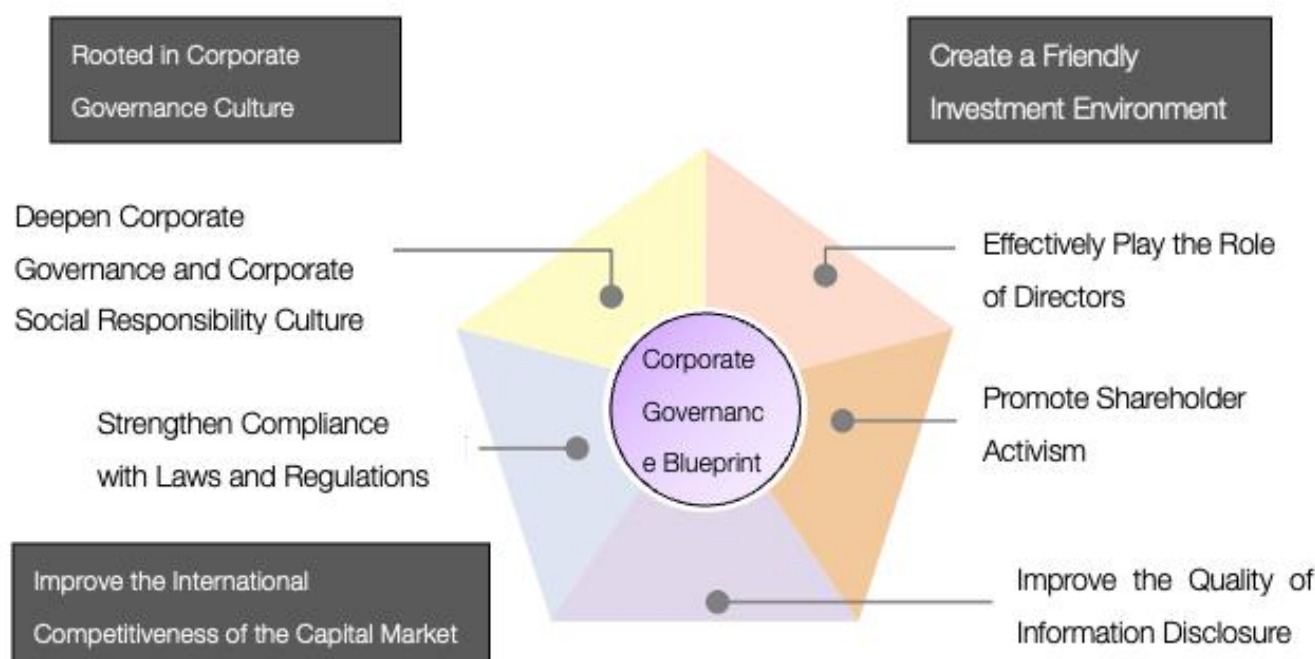 Rooted in Corporate
Governance Culture
Create a Friendly
Investment Environment
Deepen Corporate
Governance and Corporate
Social Responsibility Culture
Effectively Play the Role
of Directors
Corporate
Governanc
e Blueprint
Strengthen Compliance
with Laws and Regulations
Promote Shareholder
Activism
Improve the International
Competitiveness of the Capital Market
Improve the Quality of
Information Disclosure